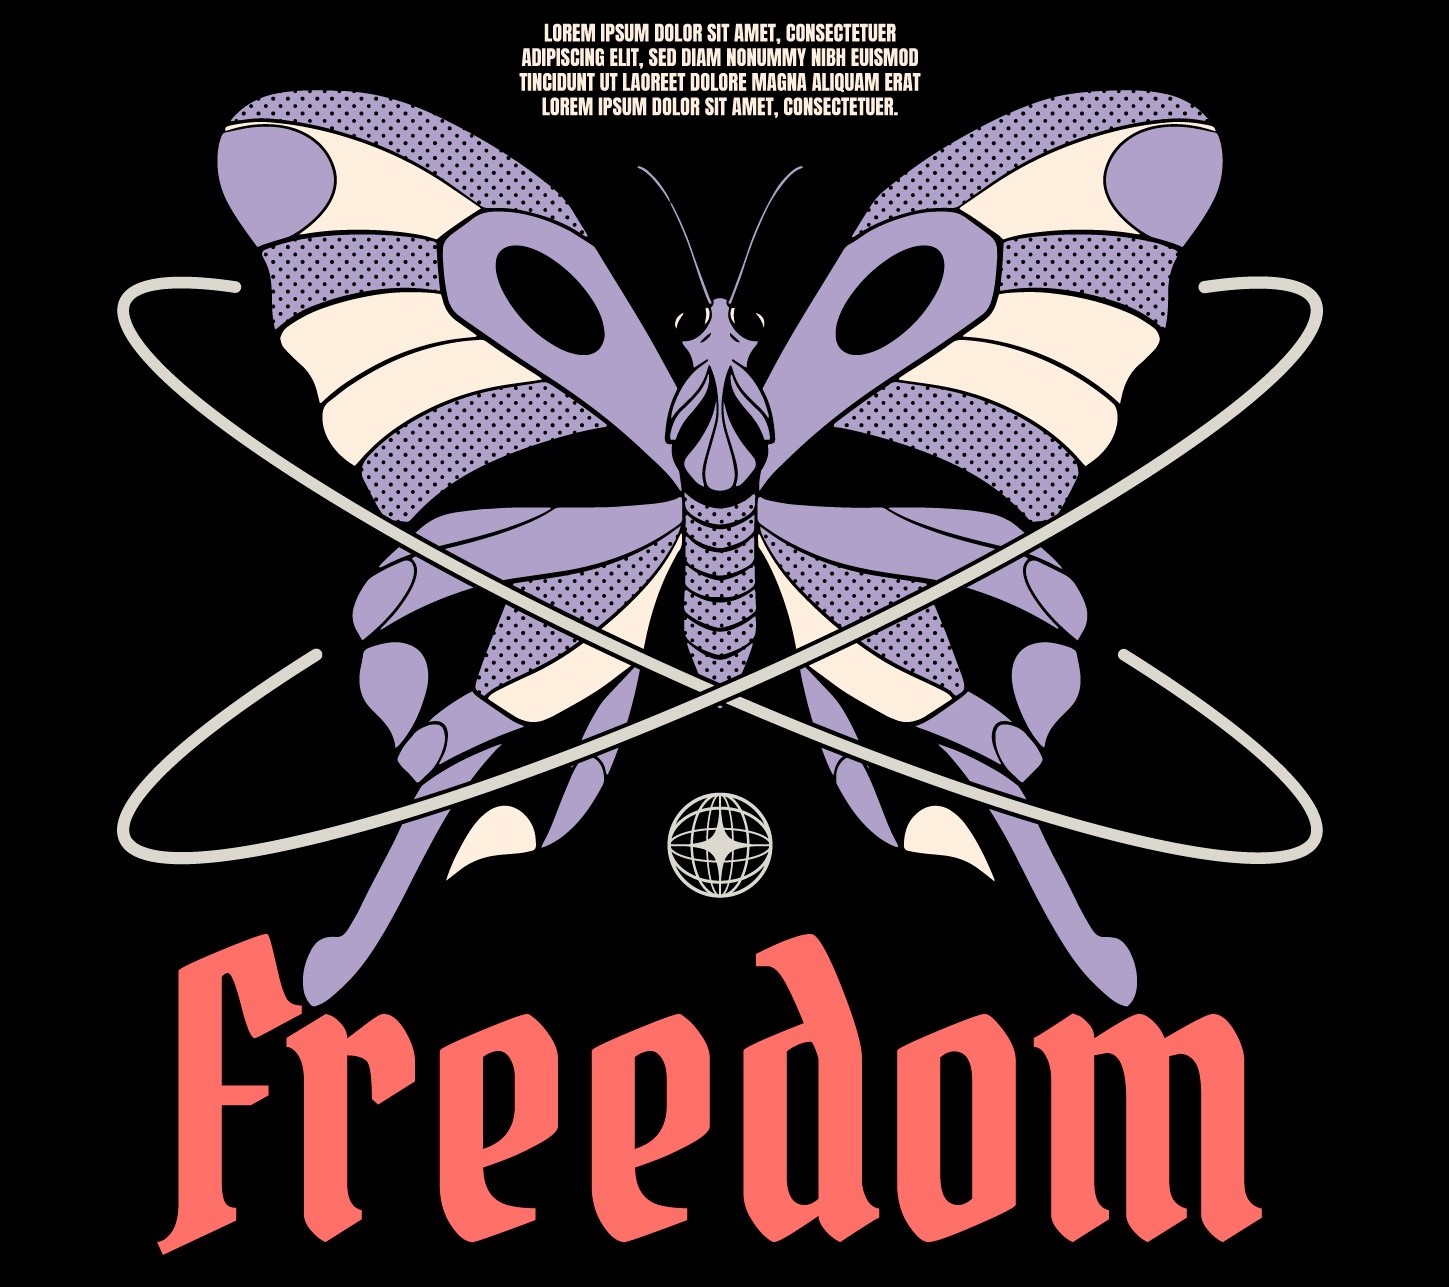 LOREM IPSUM DOLOR SIT AMET, CONSECTETUER
ADIPISCING ELIT, SED DIAM NONUMMY NIBH EUISMOD
TINCIDUNT UT LAOREET DOLORE MAGNA ALIQUAM ERAT
LOREM IPSUM DOLOR SIT AMET, CONSECTETUER.
Freedom